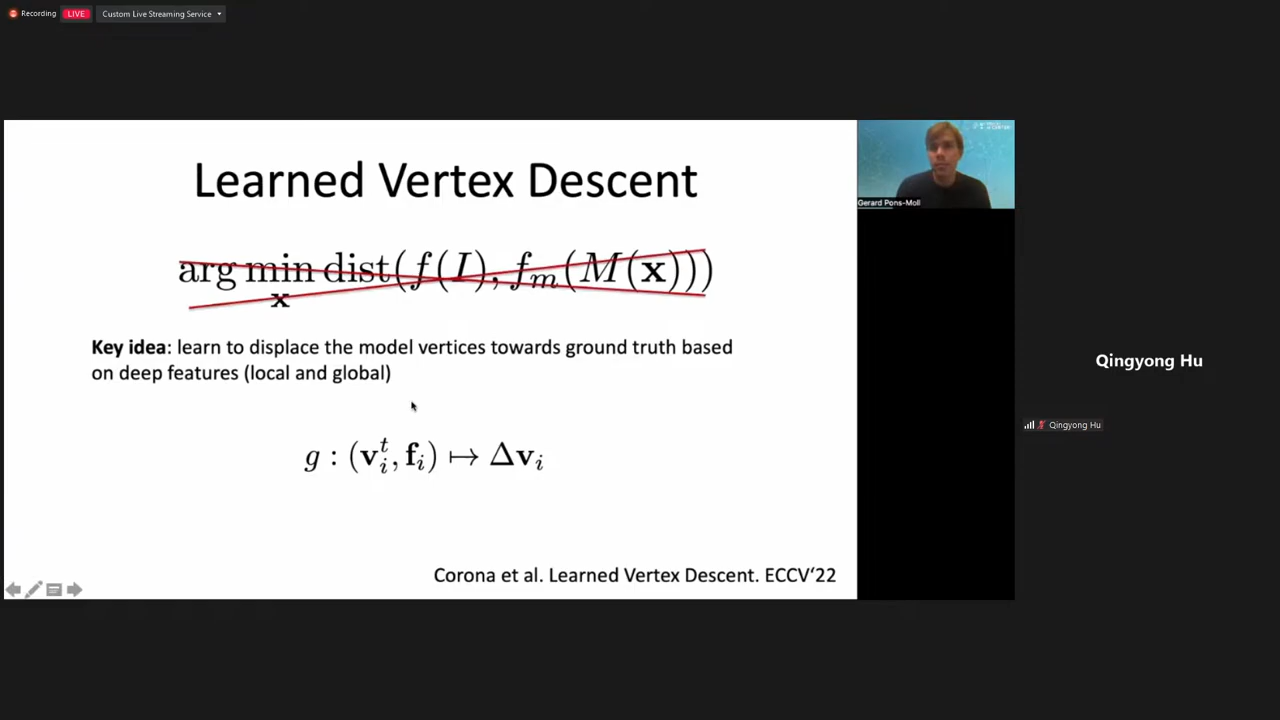 Recording
LIVE
Custom Live Streaming Service
Learned Vertex Descent
arg min dist(f(I), f_m(M(x)))
x
Key idea: learn to displace the model vertices towards ground truth based
on deep features (local and global)
g : (v_i^t, f_i) ↦ Δv_i
Corona et al. Learned Vertex Descent. ECCV‘22
Gerard Pons-Moll
Qingyong Hu
Qingyong Hu